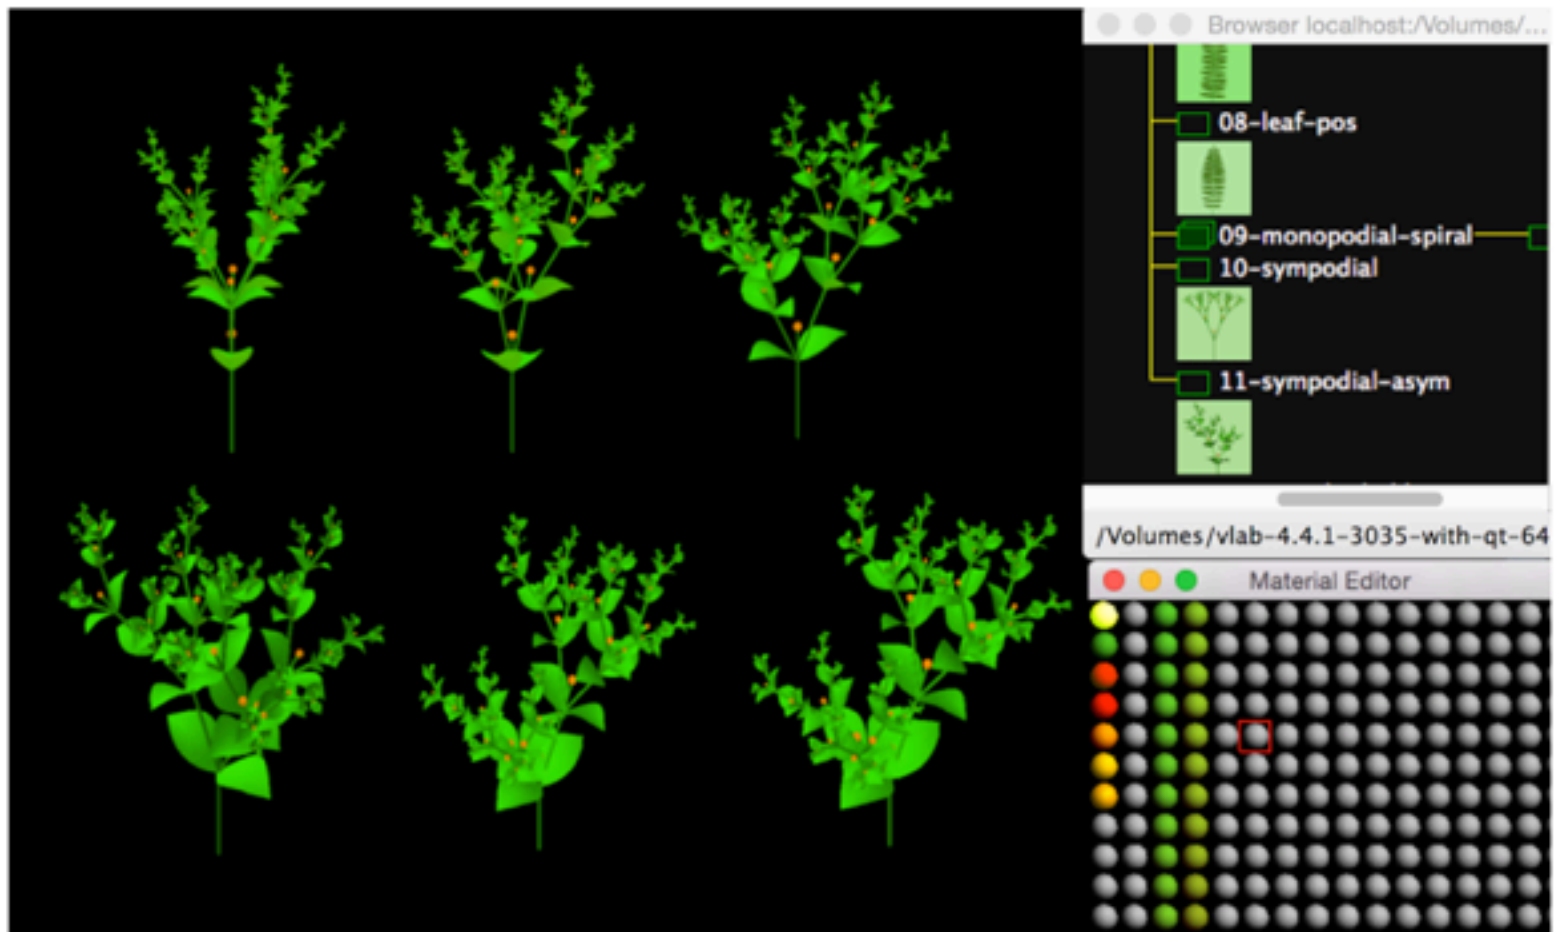 Browser localhost:/Volumes/...
08-leaf-pos
09-monopodial-spiral
10-sympodial
11-sympodial-asym
/Volumes/vlab-4.4.1-3035-with-qt-64
Material Editor